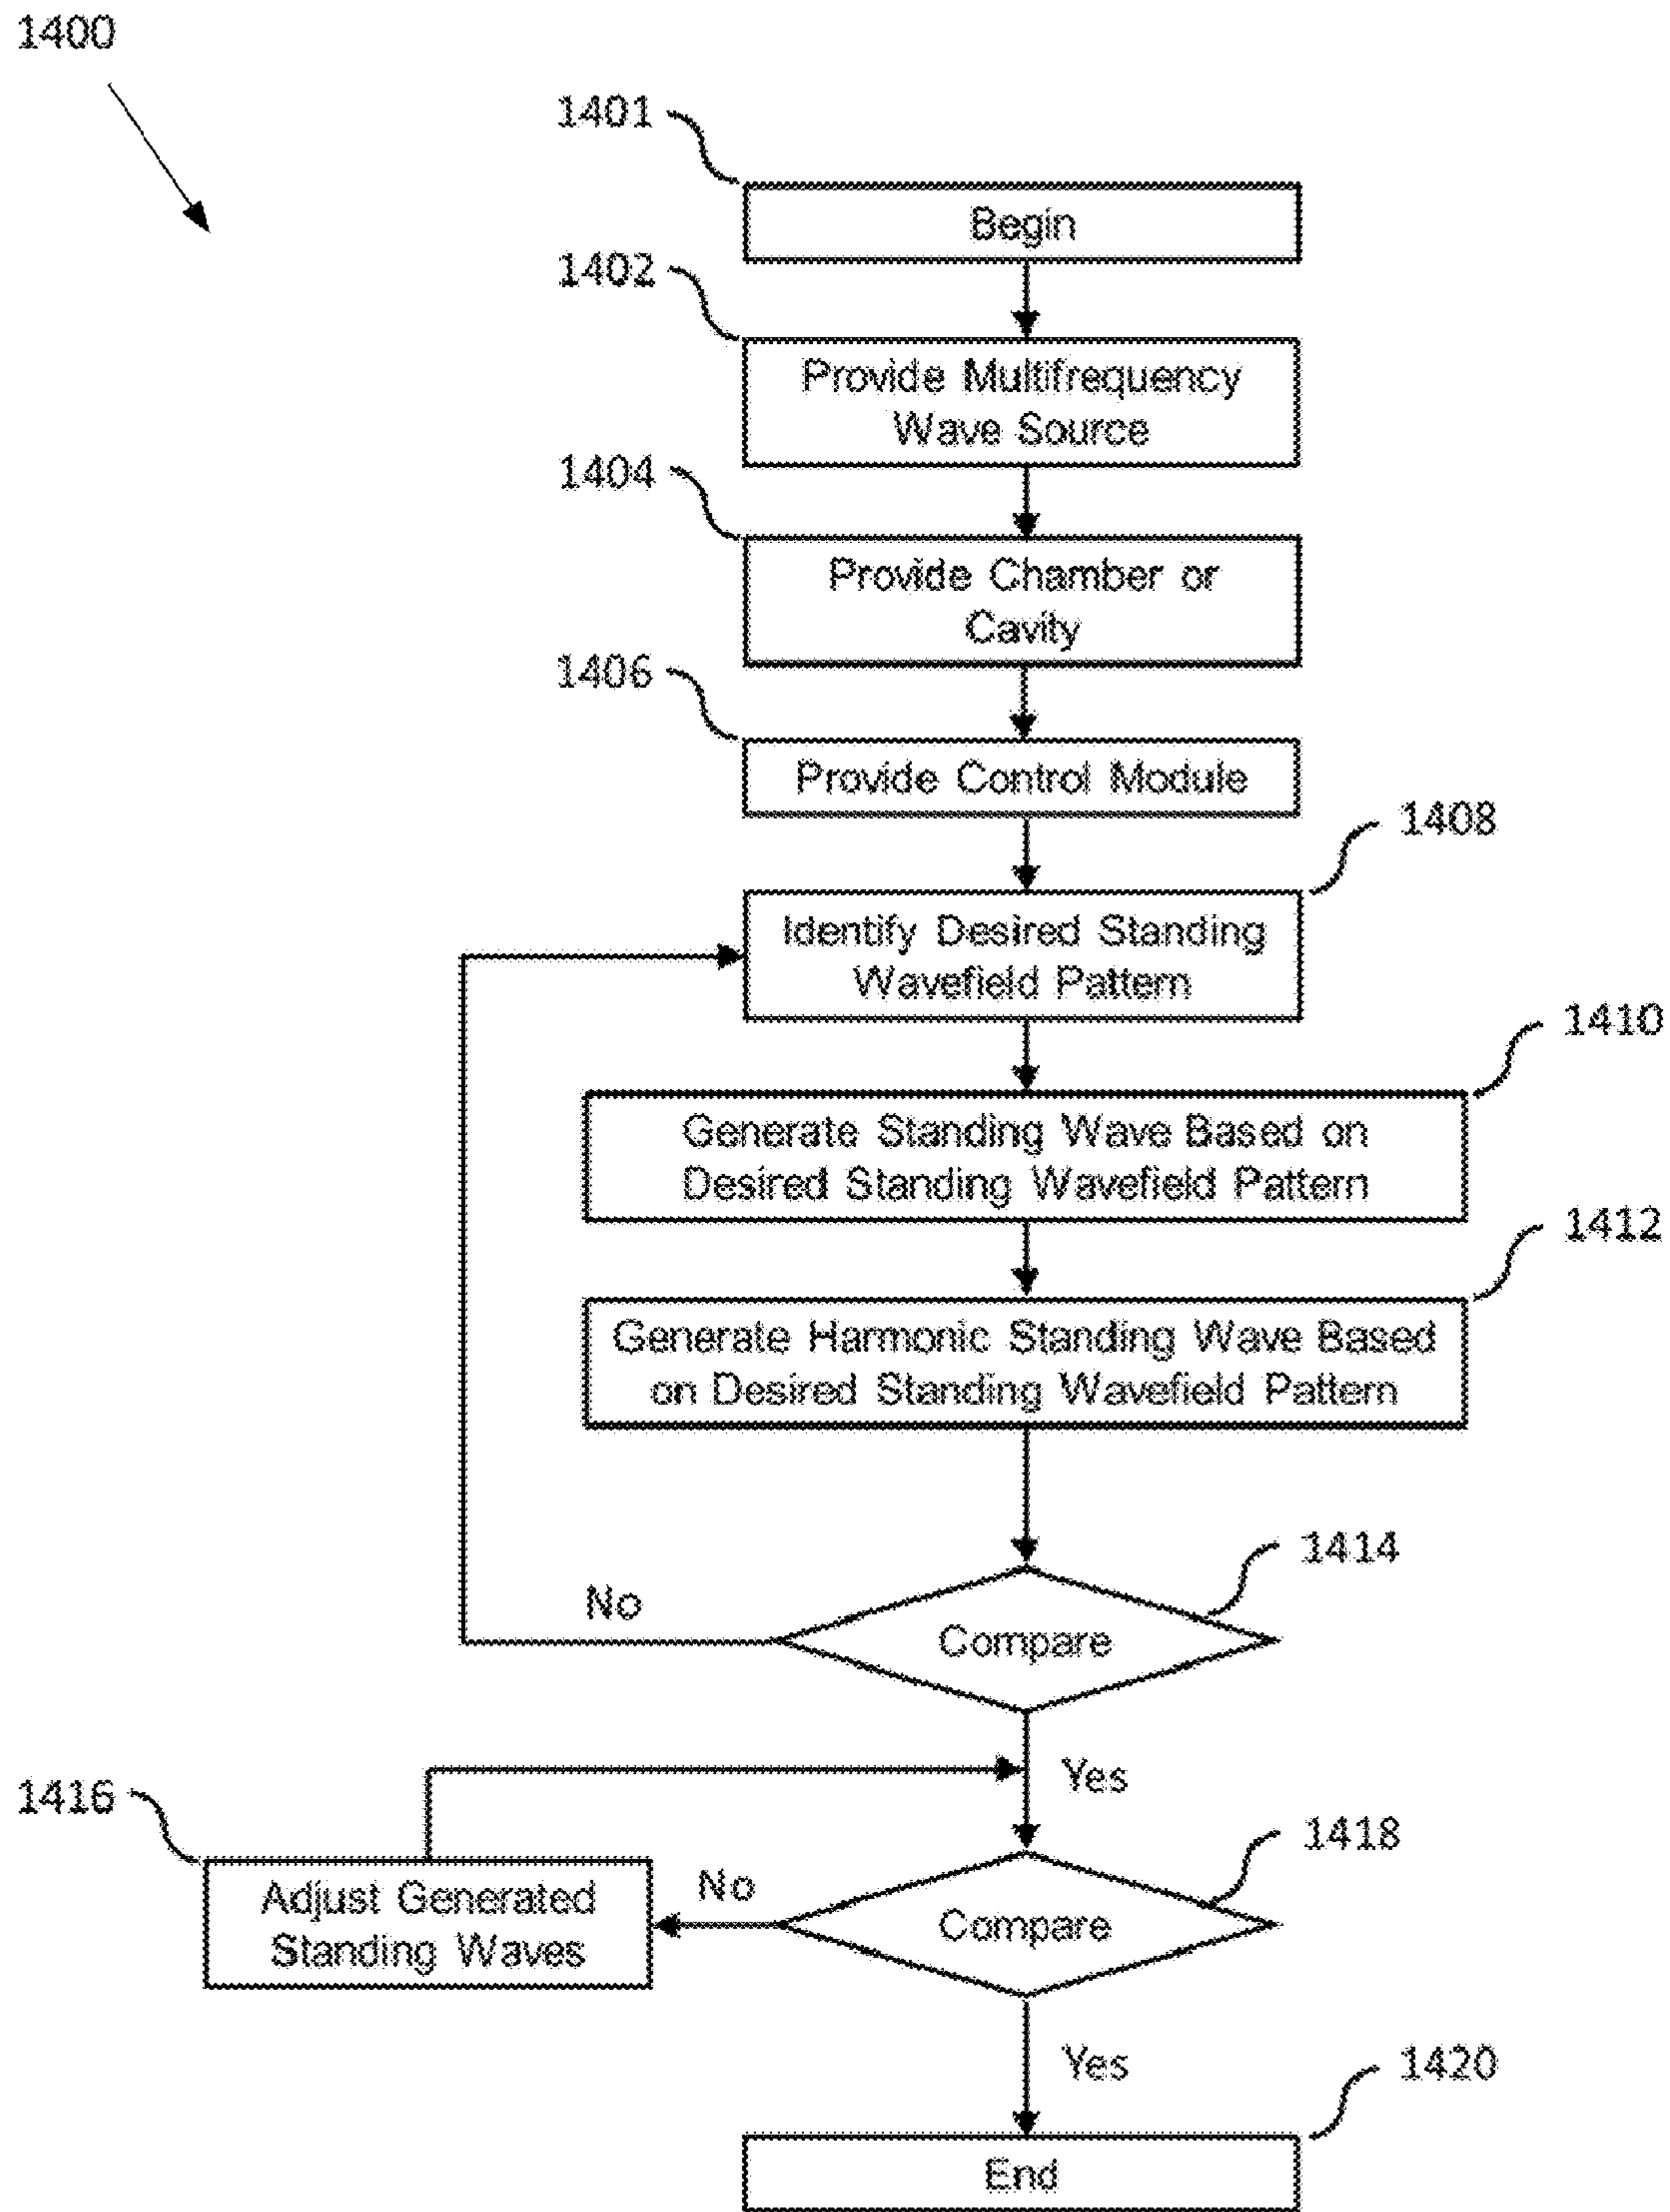 1400
1401
Begin
1402
Provide Multifrequency
Wave Source
1404
Provide Chamber or
Cavity
1406
Provide Control Module
1408
Identify Desired Standing
Wavefield Pattern
1410
Generate Standing Wave Based on
Desired Standing Wavefield Pattern
1412
Generate Harmonic Standing Wave Based
on Desired Standing Wavefield Pattern
1414
No
Compare
Yes
1416
1418
Adjust Generated
Standing Waves
No
Compare
Yes
1420
End